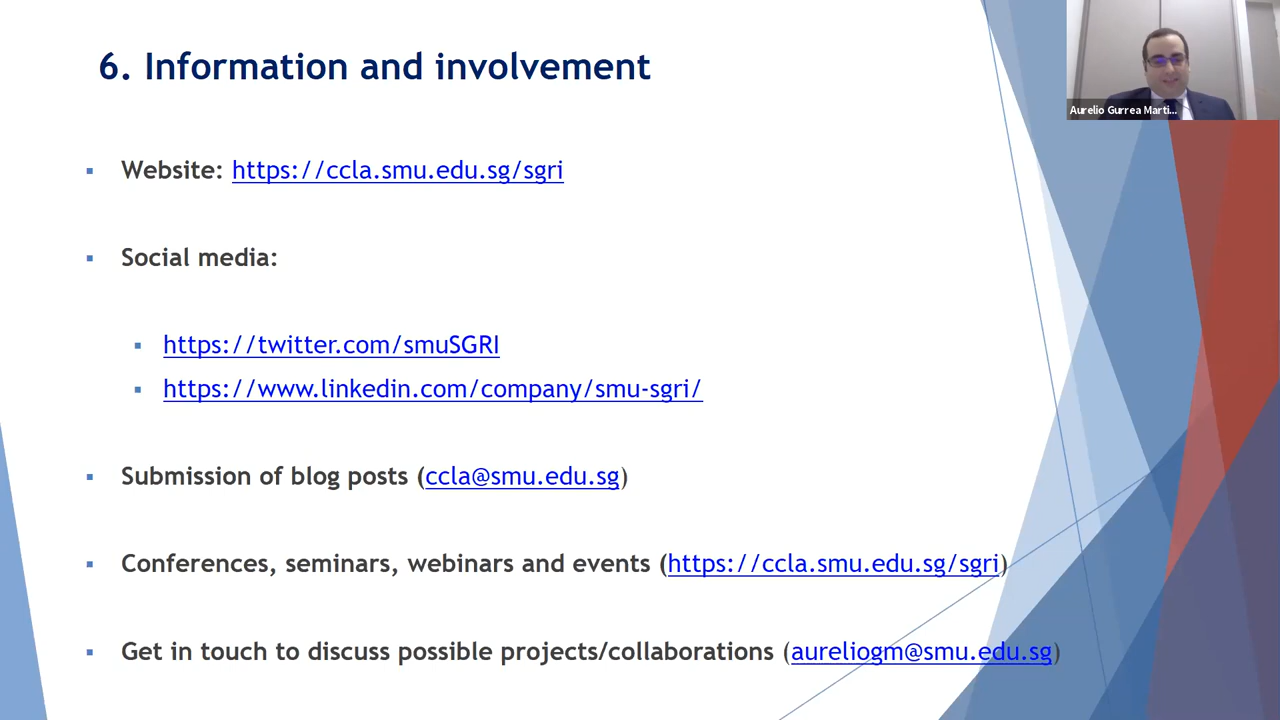 6. Information and involvement
Aurelio Gurrea Marti...
Website: https://ccla.smu.edu.sg/sgri
Social media:
https://twitter.com/smuSGRI
https://www.linkedin.com/company/smu-sgri/
Submission of blog posts (ccla@smu.edu.sg)
Conferences, seminars, webinars and events (https://ccla.smu.edu.sg/sgri)
Get in touch to discuss possible projects/collaborations (aureliogm@smu.edu.sg)